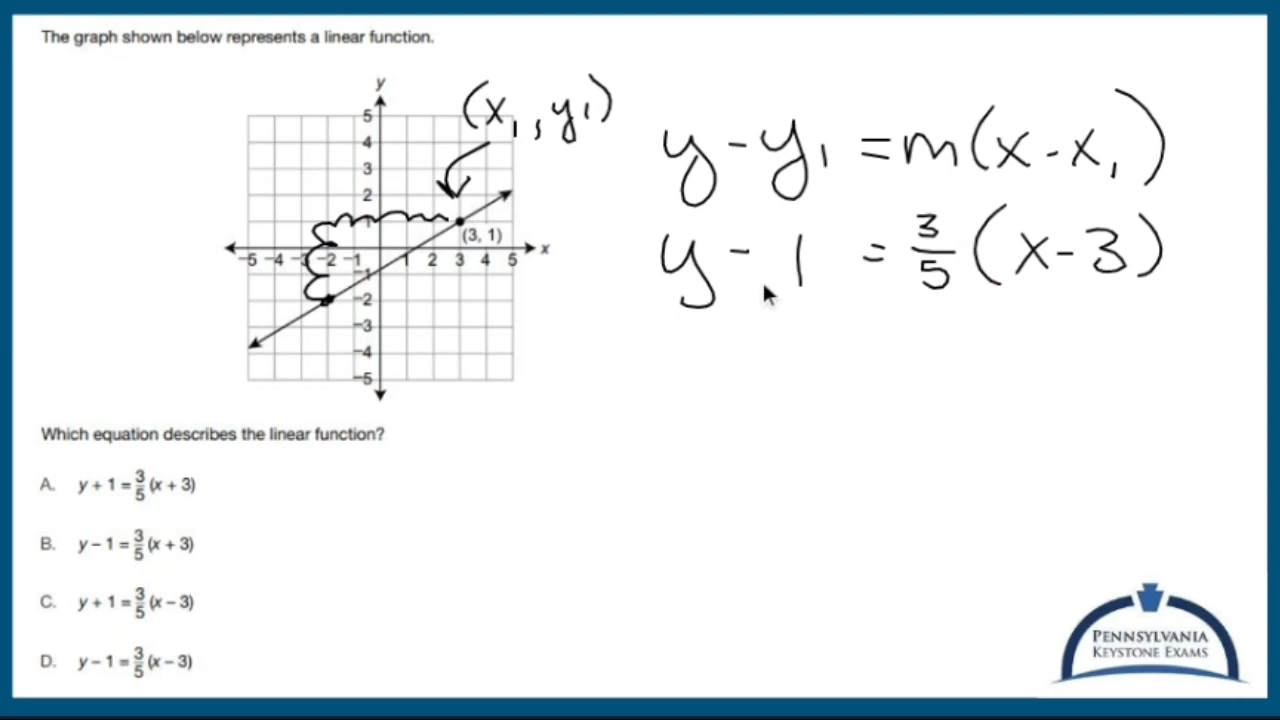 The graph shown below represents a linear function.
y
(x₁, y₁)
5
4
3
2
1
(3, 1)
-5 -4 -3 -2 -1 1 2 3 4 5 x
-1
-2
-3
-4
-5
y - y₁ = m(x - x₁)
y - 1 = 3/5 (x - 3)
Which equation describes the linear function?
A. y + 1 = 3/5 (x + 3)
B. y – 1 = 3/5 (x + 3)
C. y + 1 = 3/5 (x – 3)
D. y – 1 = 3/5 (x – 3)
PENNSYLVANIA
KEYSTONE EXAMS